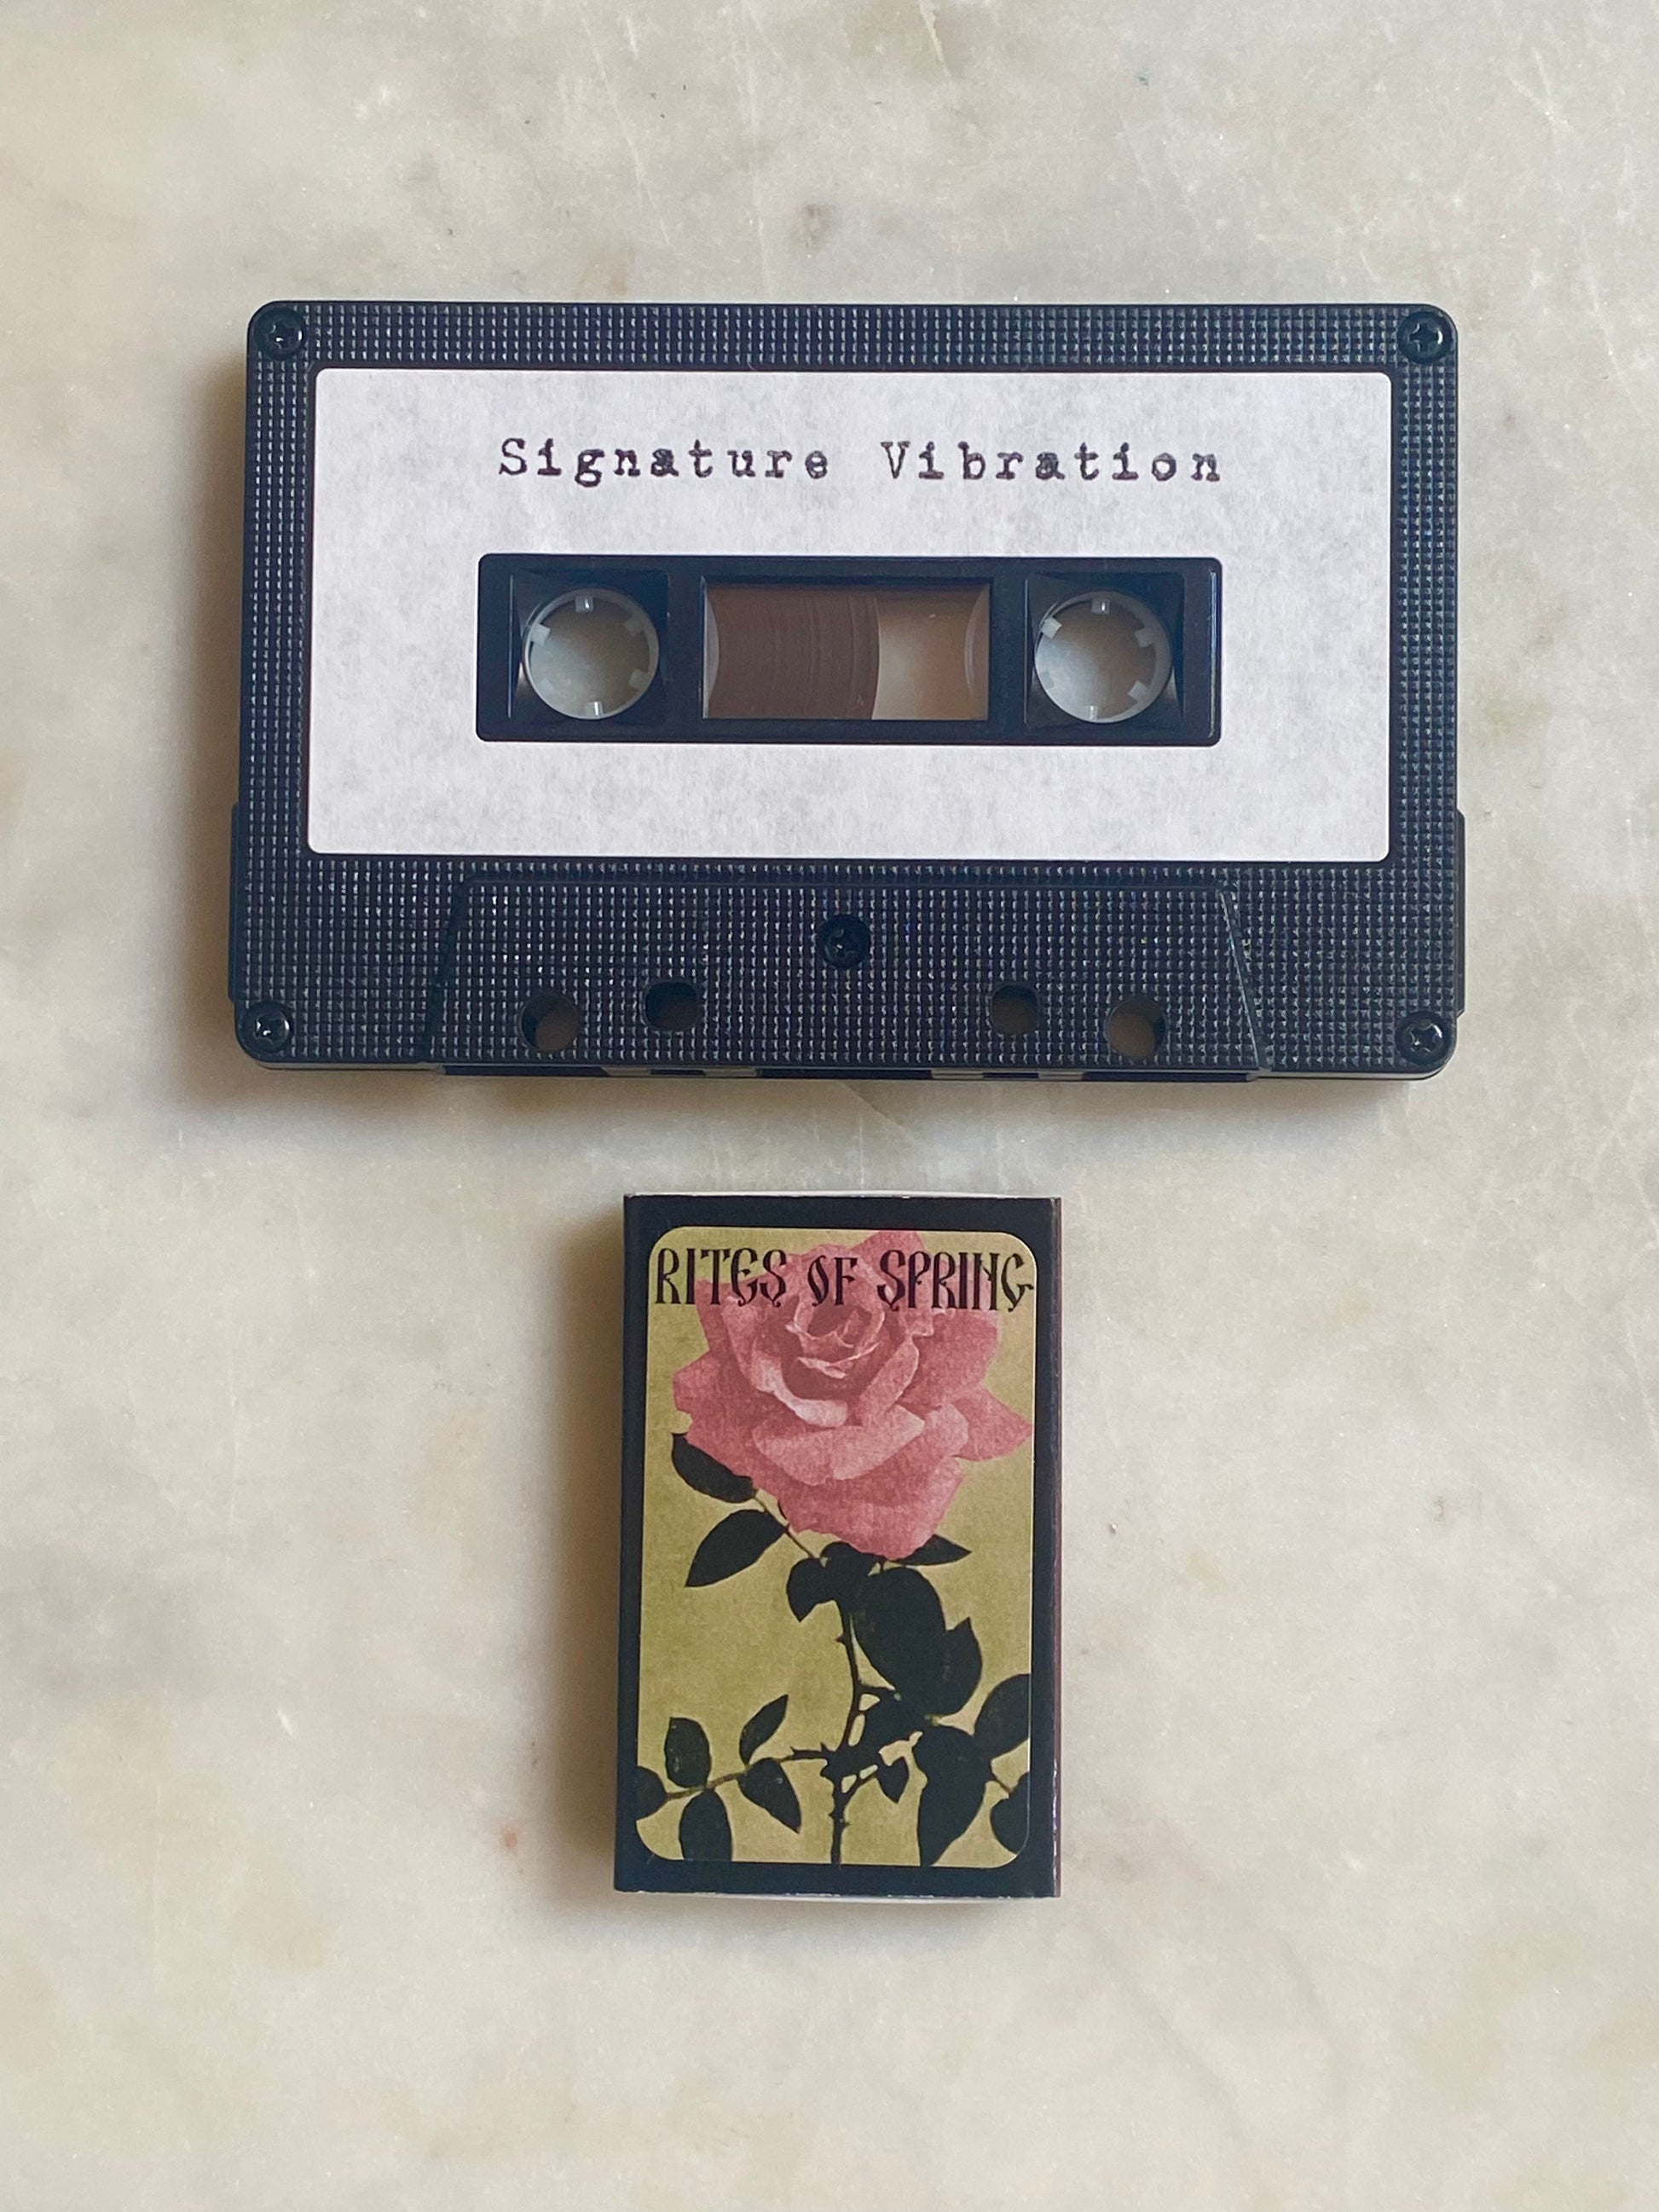 Signature Vibration
RITES OF SPRING